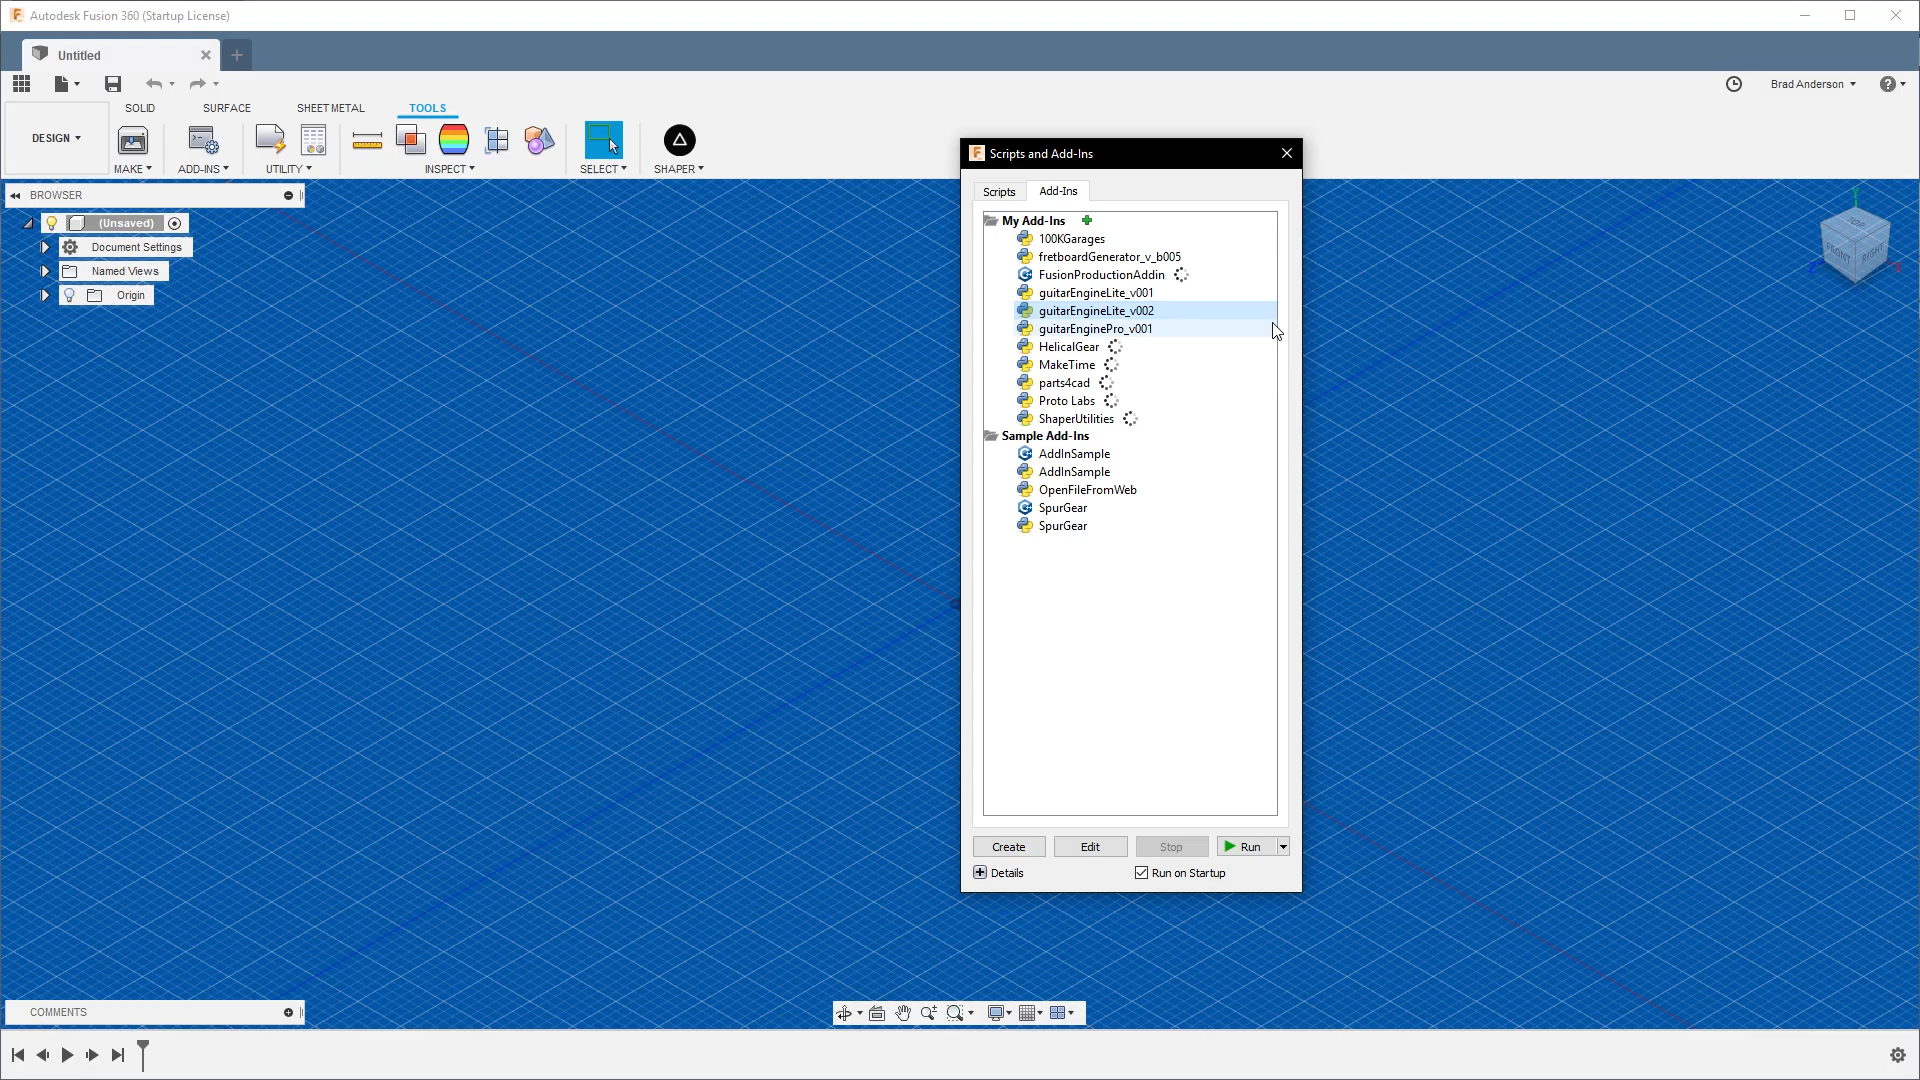 Autodesk Fusion 360 (Startup License)
Untitled
Brad Anderson
SOLID SURFACE SHEET METAL TOOLS
DESIGN
MAKE ADD-INS UTILITY INSPECT SELECT SHAPER
BROWSER
(Unsaved)
Document Settings
Named Views
Origin
Scripts and Add-Ins
Scripts Add-Ins
My Add-Ins
100KGarages
fretboardGenerator_v_b005
FusionProductionAddin
guitarEngineLite_v001
guitarEngineLite_v002
guitarEnginePro_v001
HelicalGear
MakeTime
parts4cad
Proto Labs
ShaperUtilities
Sample Add-Ins
AddInSample
AddInSample
OpenFileFromWeb
SpurGear
SpurGear
Create Edit Stop Run
Details Run on Startup
TOP
FRONT RIGHT
Y
Z X
COMMENTS